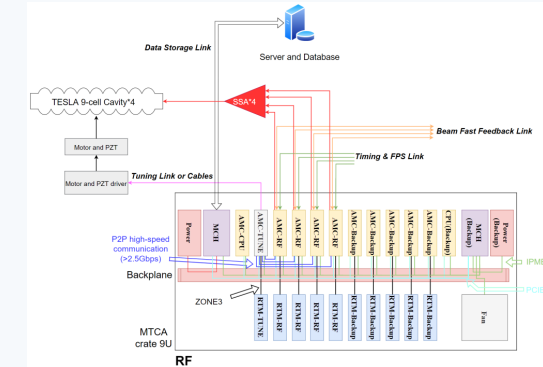 Data Storage Link
Server and Database
TESLA 9-cell Cavity*4
SSA*4
Beam Fast Feedback Link
Motor and PZT
Timing & FPS Link
Tuning Link or Cables
Motor and PZT driver
Power
MCH
AMC-CPU
AMC-TUNE
AMC-RF
AMC-RF
AMC-RF
AMC-RF
AMC-Backup
AMC-Backup
AMC-Backup
AMC-Backup
CPU(Backup)
MCH
(Backup)
Power
(Backup)
P2P high-speed
communication
(>2.5Gbps)
IPMB
Backplane
PCIE
ZONE3
RTM-TUNE
RTM-RF
RTM-RF
RTM-RF
RTM-RF
RTM-Backup
RTM-Backup
RTM-Backup
RTM-Backup
Fan
MTCA
crate 9U
RF